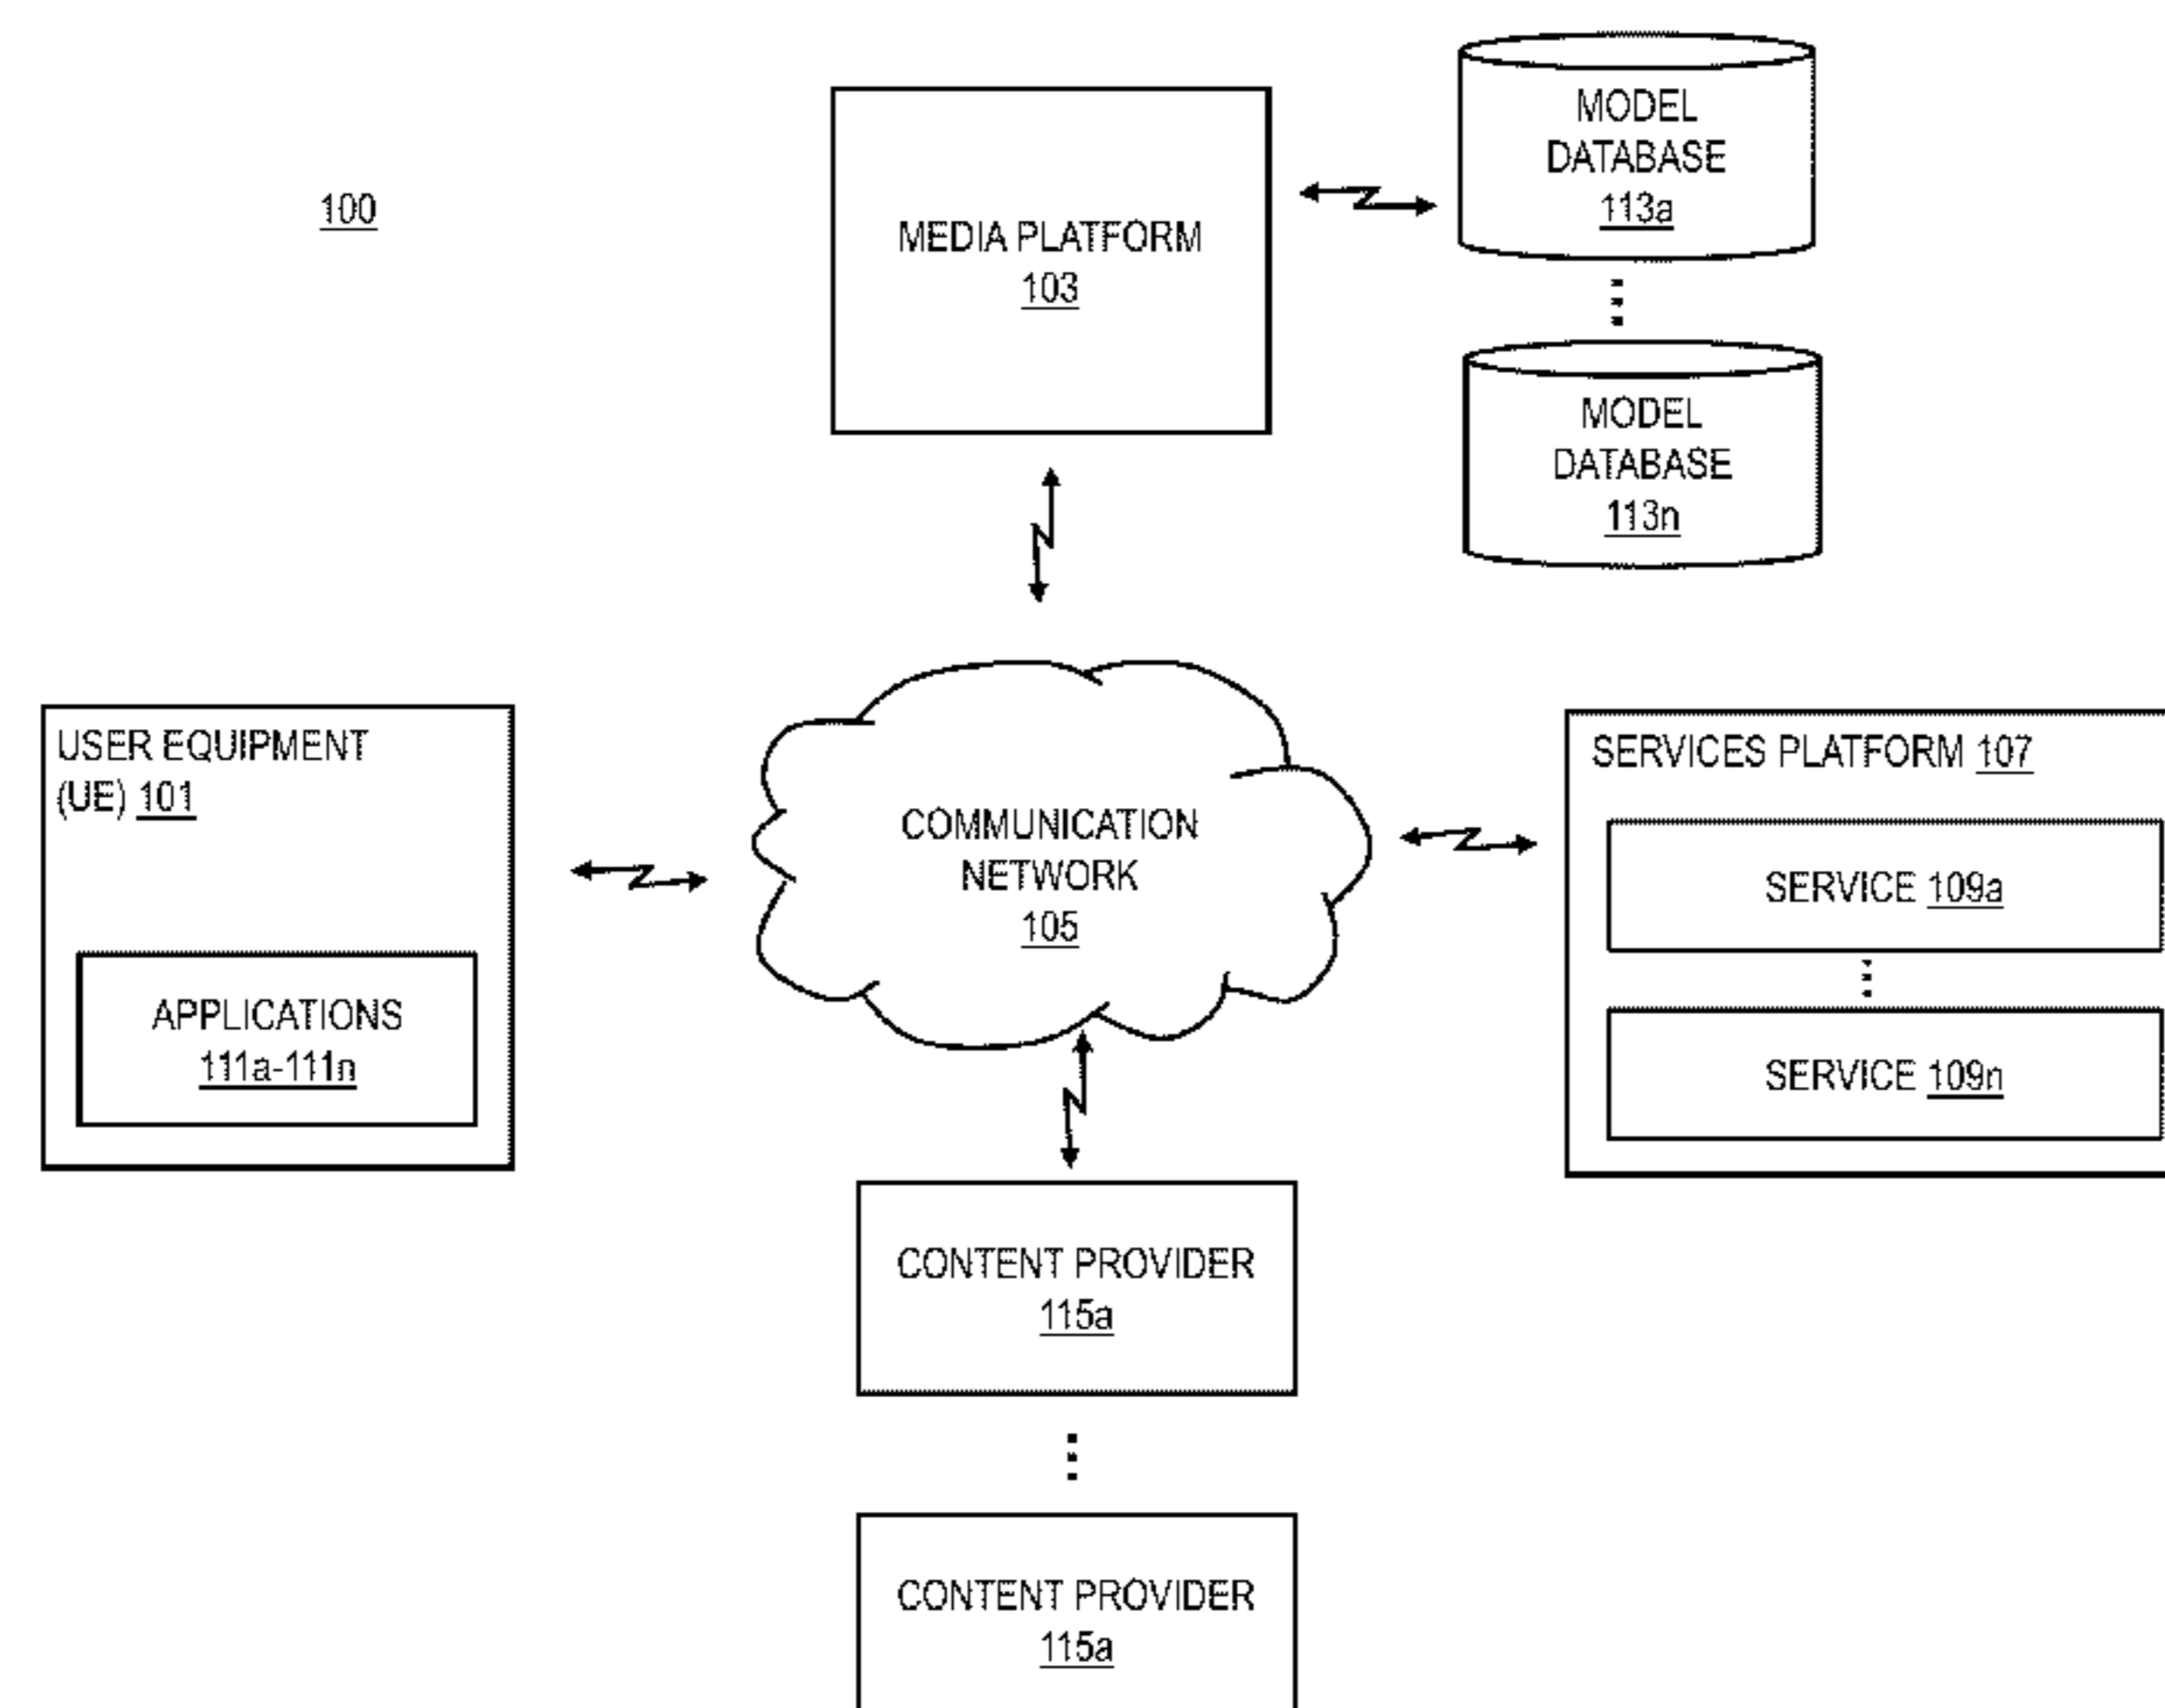 100
MEDIA PLATFORM
103
MODEL
DATABASE
113a
MODEL
DATABASE
113n
USER EQUIPMENT
(UE) 101
APPLICATIONS
111a-111n
COMMUNICATION
NETWORK
105
SERVICES PLATFORM 107
SERVICE 109a
SERVICE 109n
CONTENT PROVIDER
115a
CONTENT PROVIDER
115a